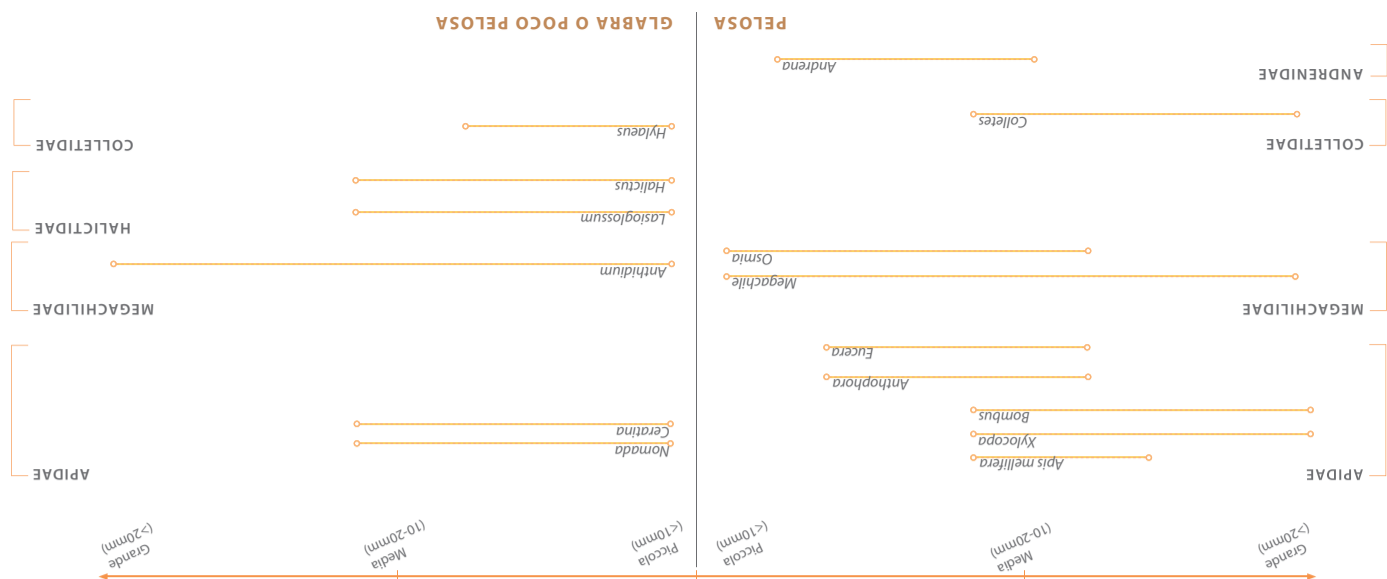 Grande
(>20mm)
Media
(10-20mm)
Piccola
(<10mm)
Piccola
(<10mm)
Media
(10-20mm)
Grande
(>20mm)
APIDAE
Apis mellifera
Xylocopa
Bombus
Anthophora
Eucera
MEGACHILIDAE
Megachile
Osmia
COLLETIDAE
Colletes
ANDRENIDAE
Andrena
PELOSA
APIDAE
Nomada
Ceratina
MEGACHILIDAE
Anthidium
HALICTIDAE
Lasioglossum
Halictus
COLLETIDAE
Hylaeus
GLABRA O POCO PELOSA